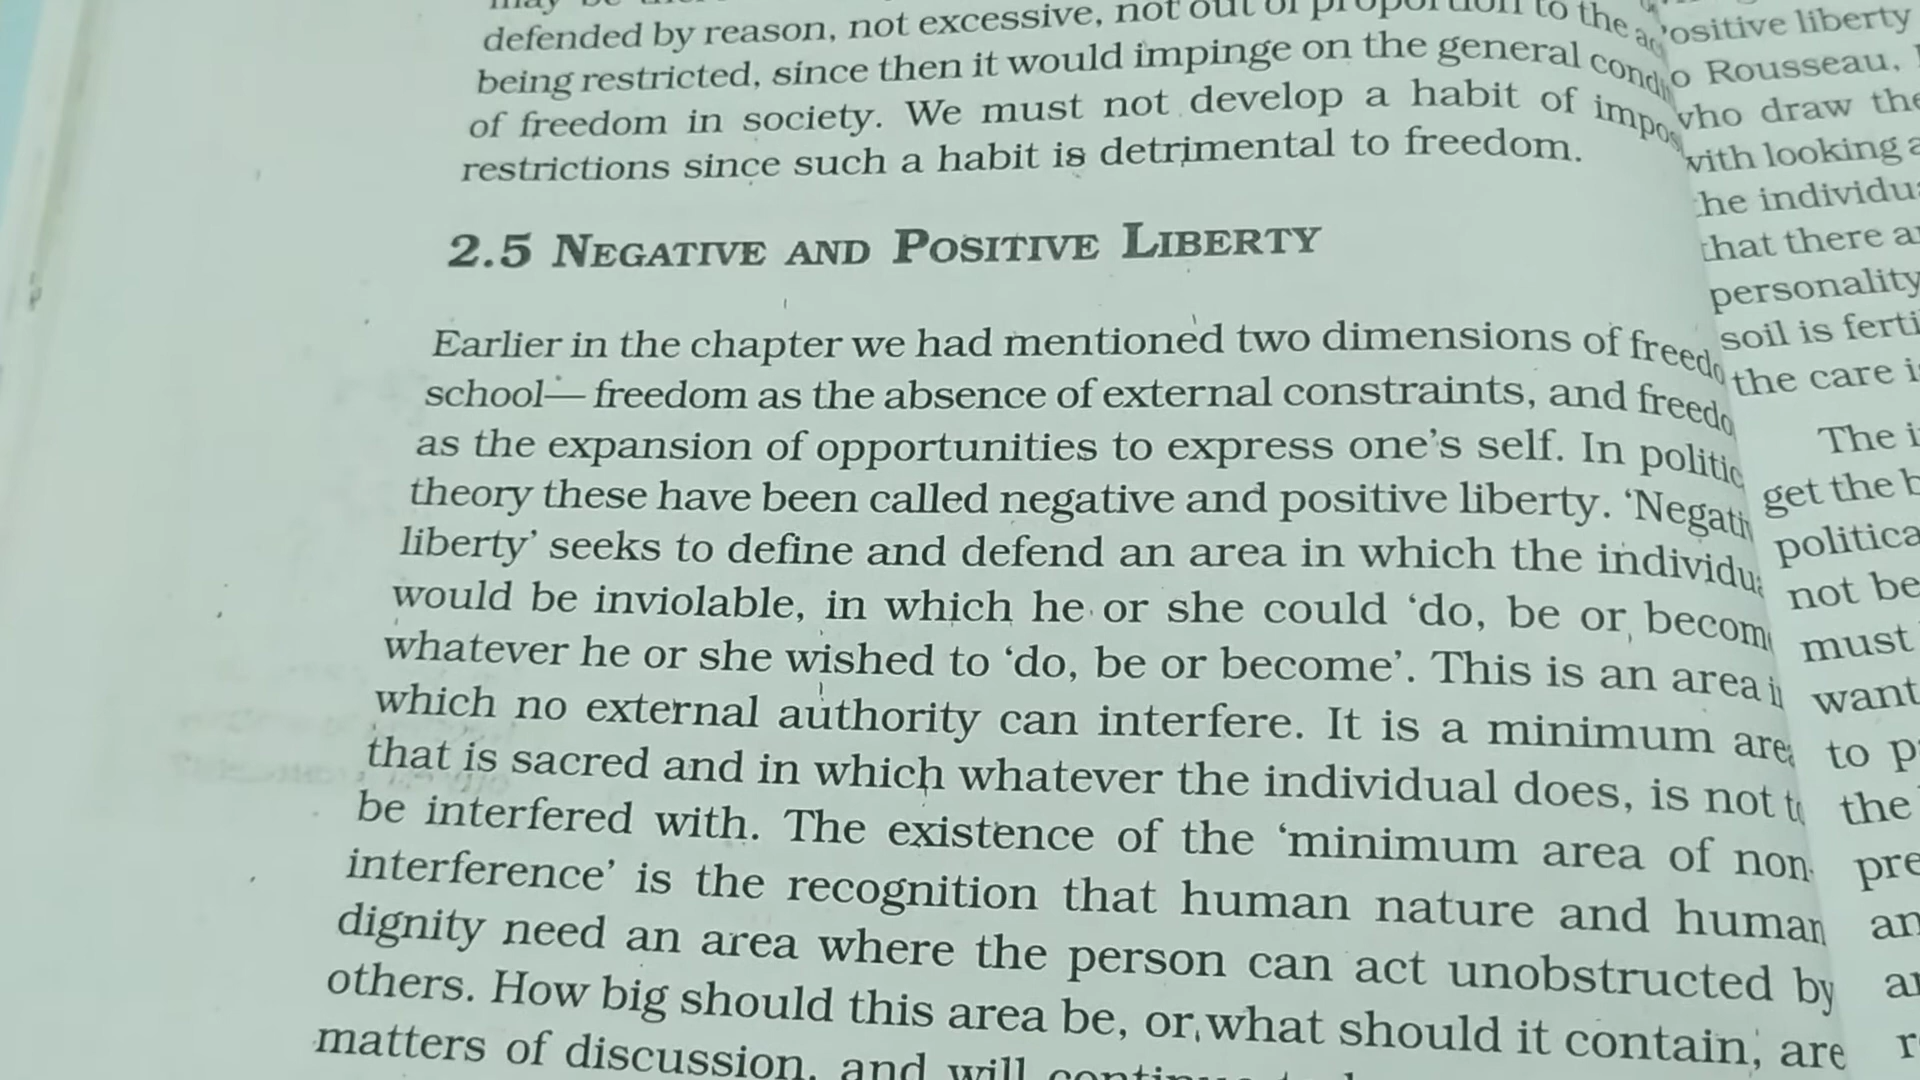 defended by reason, not excessive, not out of proportion to the
being restricted, since then it would impinge on the general
of freedom in society. We must not develop a habit of
restrictions since such a habit is detrimental to freedom.
2.5 NEGATIVE AND POSITIVE LIBERTY
Earlier in the chapter we had mentioned two dimensions of
school— freedom as the absence of external constraints, and
as the expansion of opportunities to express one's self. In
theory these have been called negative and positive liberty.
liberty' seeks to define and defend an area in which the
would be inviolable, in which he or she could 'do, be or
whatever he or she wished to 'do, be or become'. This is an area
which no external authority can interfere. It is a minimum
that is sacred and in which whatever the individual does, is not
be interfered with. The existence of the 'minimum area of non-
interference' is the recognition that human nature and human
dignity need an area where the person can act unobstructed by
others. How big should this area be, or what should it contain, are
matters of discussion, and will
liberty
Rousseau,
draw
looking
individu
there
personality
soil is
the care
The
get the
not be
must
want
to
the